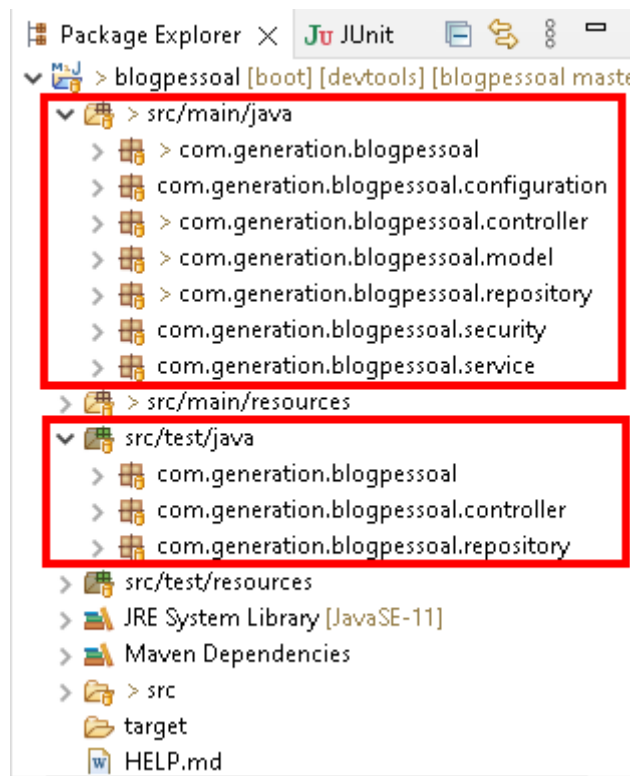 Package Explorer JUnit
> blogpessoal [boot] [devtools] [blogpessoal maste
> src/main/java
> com.generation.blogpessoal
com.generation.blogpessoal.configuration
> com.generation.blogpessoal.controller
> com.generation.blogpessoal.model
> com.generation.blogpessoal.repository
com.generation.blogpessoal.security
com.generation.blogpessoal.service
> src/main/resources
src/test/java
com.generation.blogpessoal
com.generation.blogpessoal.controller
com.generation.blogpessoal.repository
src/test/resources
JRE System Library [JavaSE-11]
Maven Dependencies
> src
target
HELP.md